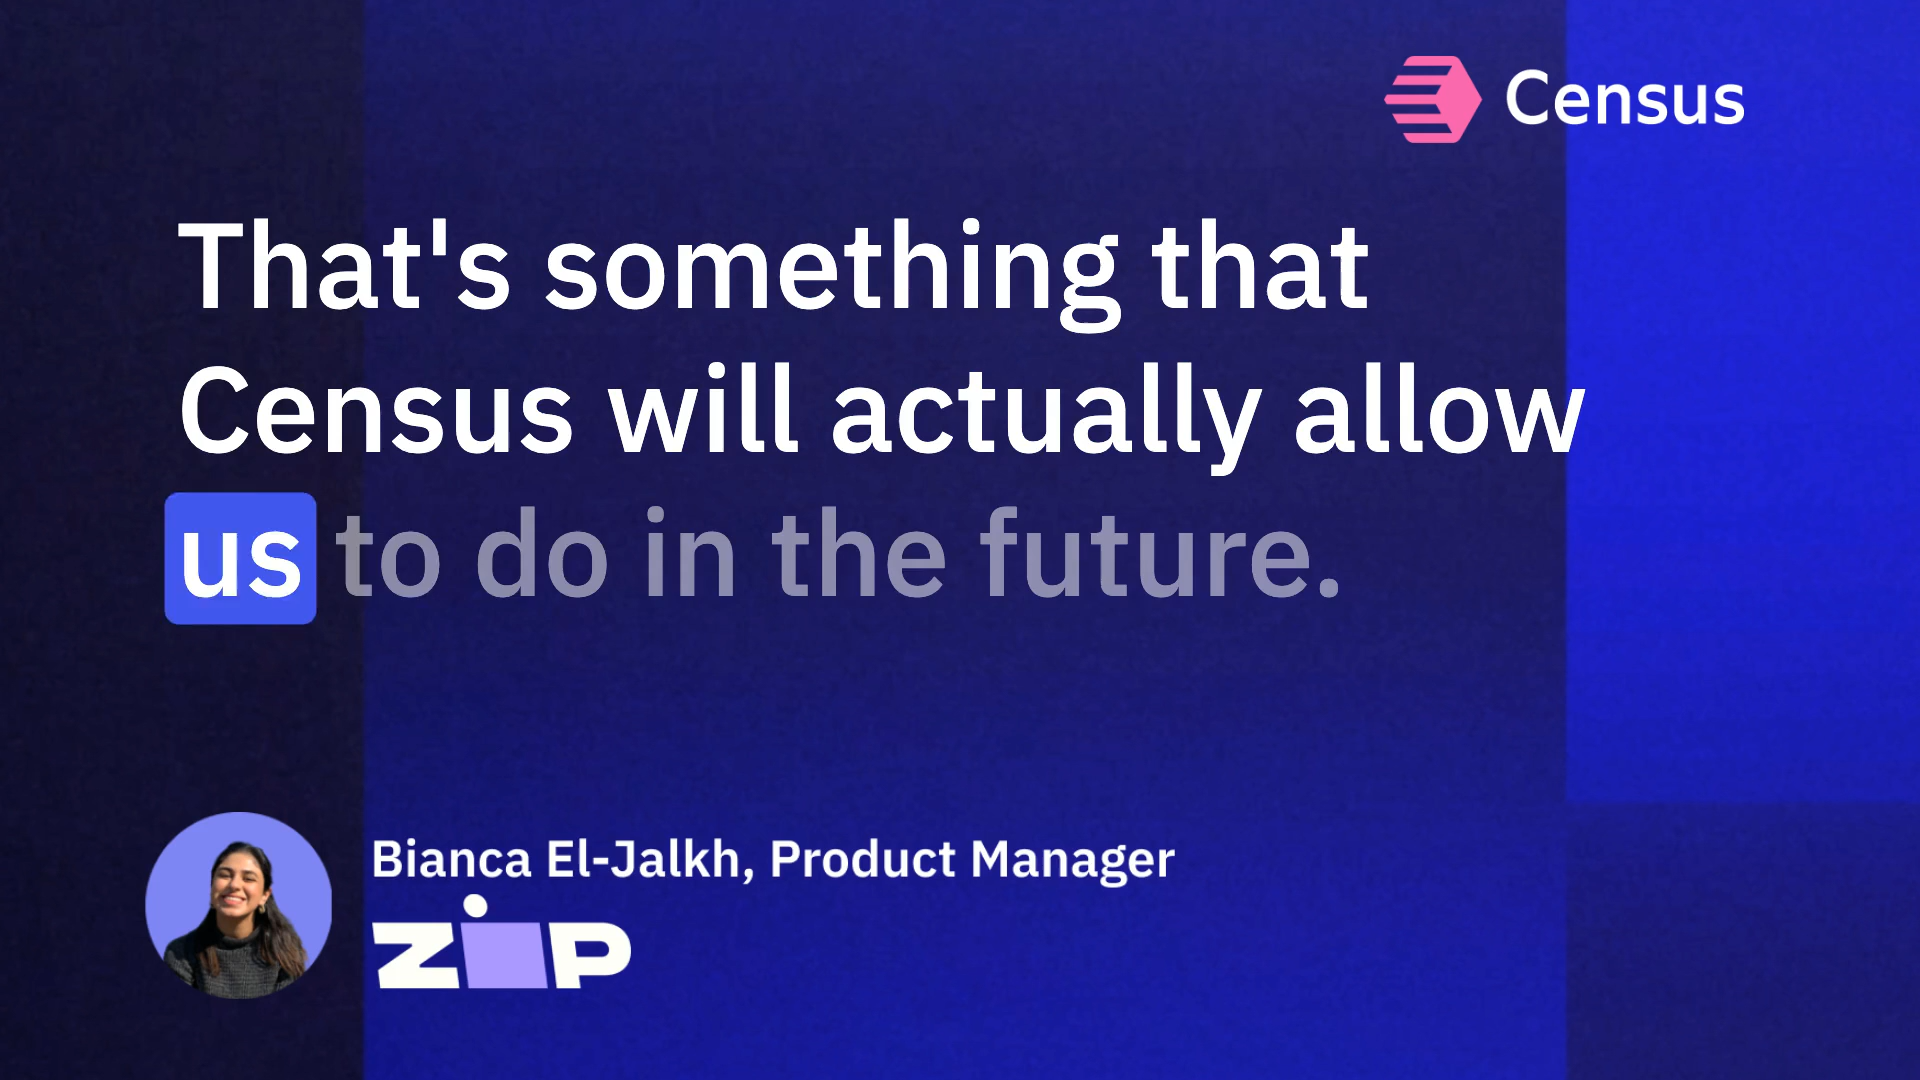 Census
That's something that
Census will actually allow
us to do in the future.
Bianca El-Jalkh, Product Manager
ZiP